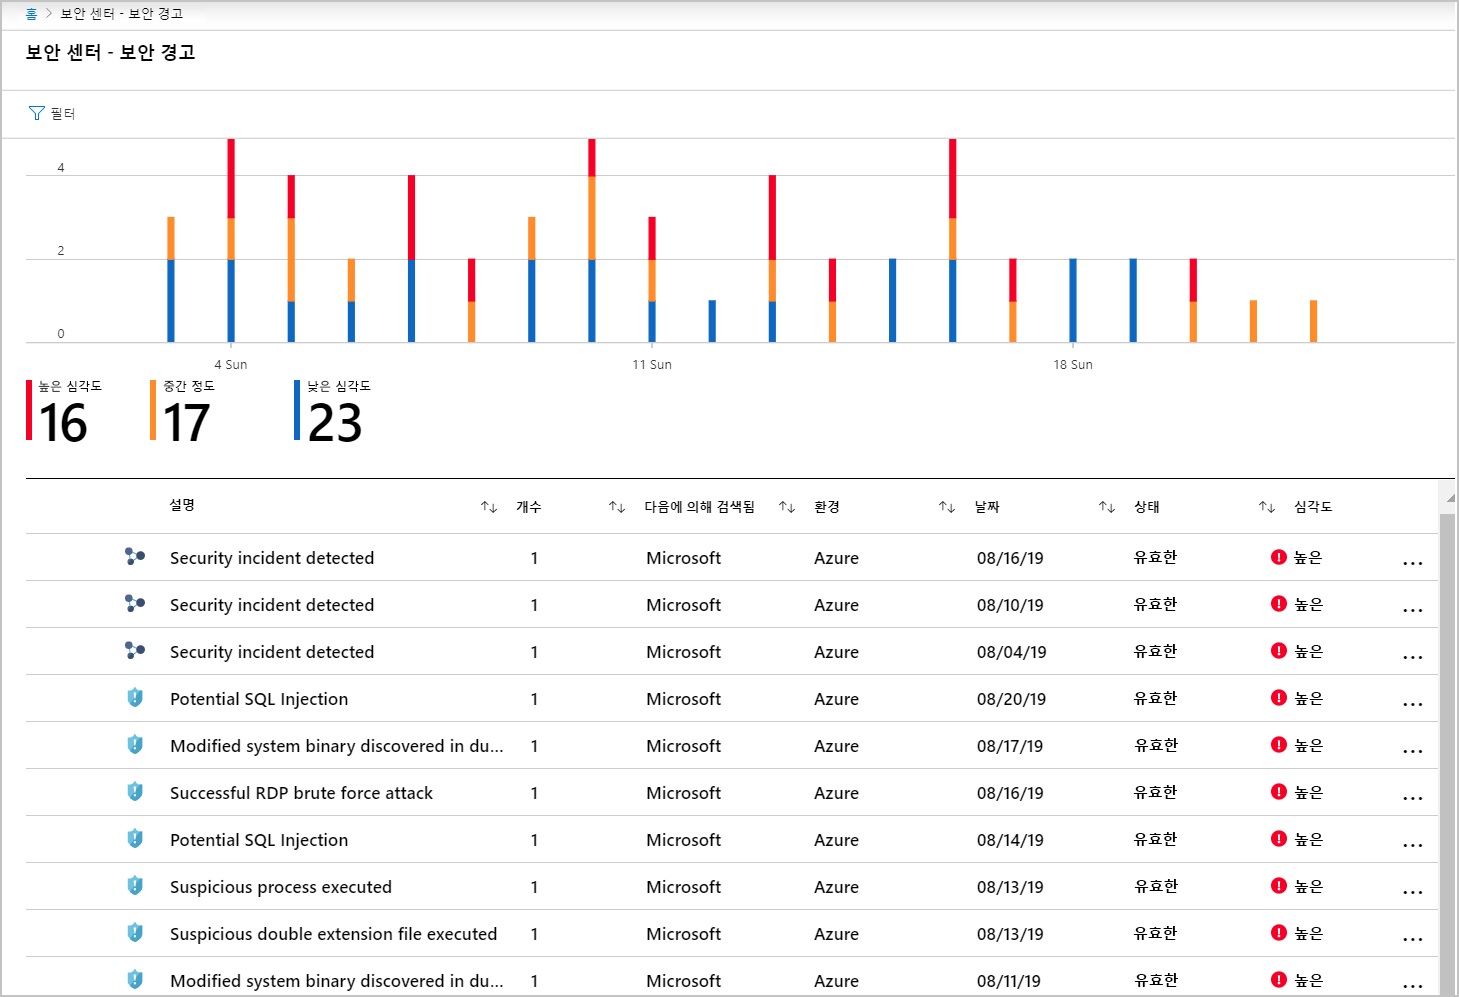 홈 > 보안 센터 - 보안 경고
보안 센터 - 보안 경고
필터
4
2
0
4 Sun 11 Sun 18 Sun
높은 심각도 중간 정도 낮은 심각도
16 17 23
설명 개수 다음에 의해 검색됨 환경 날짜 상태 심각도
Security incident detected 1 Microsoft Azure 08/16/19 유효한 높은 ...
Security incident detected 1 Microsoft Azure 08/10/19 유효한 높은 ...
Security incident detected 1 Microsoft Azure 08/04/19 유효한 높은 ...
Potential SQL Injection 1 Microsoft Azure 08/20/19 유효한 높은 ...
Modified system binary discovered in du... 1 Microsoft Azure 08/17/19 유효한 높은 ...
Successful RDP brute force attack 1 Microsoft Azure 08/16/19 유효한 높은 ...
Potential SQL Injection 1 Microsoft Azure 08/14/19 유효한 높은 ...
Suspicious process executed 1 Microsoft Azure 08/13/19 유효한 높은 ...
Suspicious double extension file executed 1 Microsoft Azure 08/13/19 유효한 높은 ...
Modified system binary discovered in du... 1 Microsoft Azure 08/11/19 유효한 높은 ...